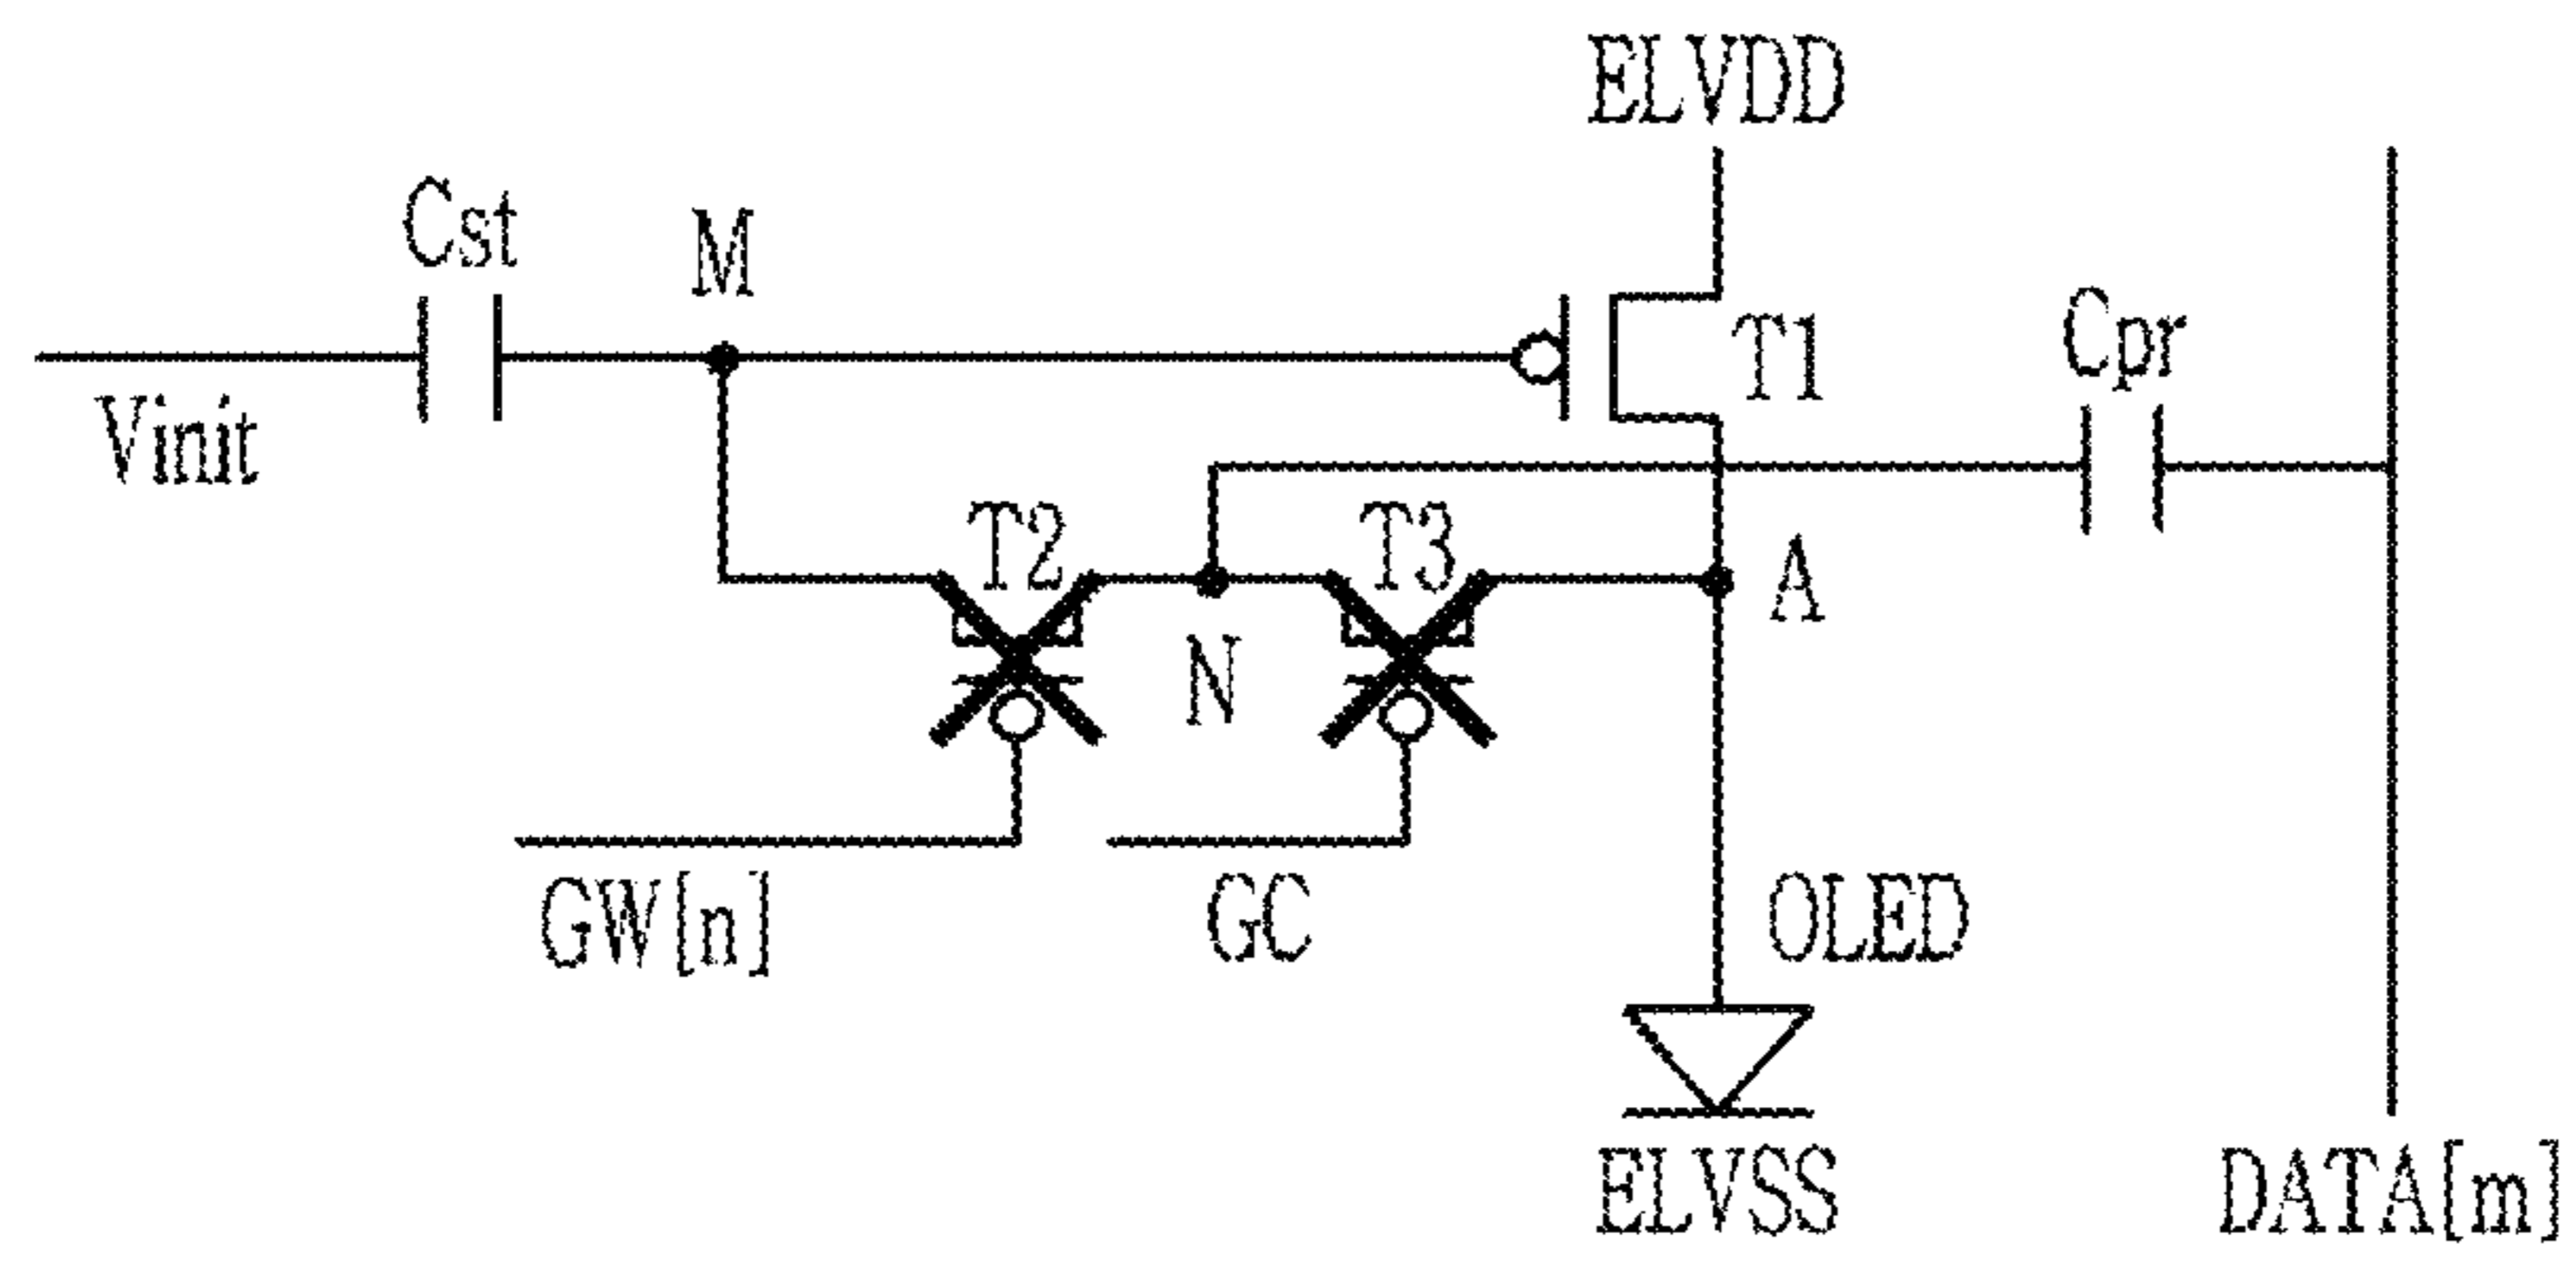 ELVDD
Cst
M
T1
Cpr
Vinit
T2
T3
A
N
GW[n]
GC
OLED
ELVSS
DATA[m]